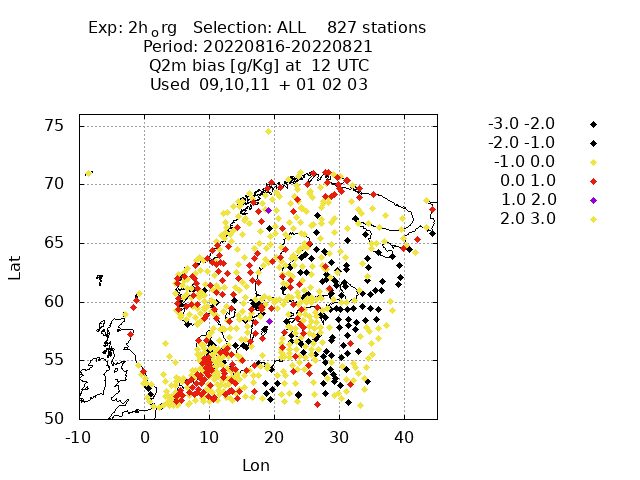 Exp: 2h_org Selection: ALL 827 stations
Period: 20220816-20220821
Q2m bias [g/Kg] at 12 UTC
Used 09,10,11 + 01 02 03
75
70
65
60
55
50
-10 0 10 20 30 40
Lat
Lon
-3.0 -2.0
-2.0 -1.0
-1.0 0.0
0.0 1.0
1.0 2.0
2.0 3.0